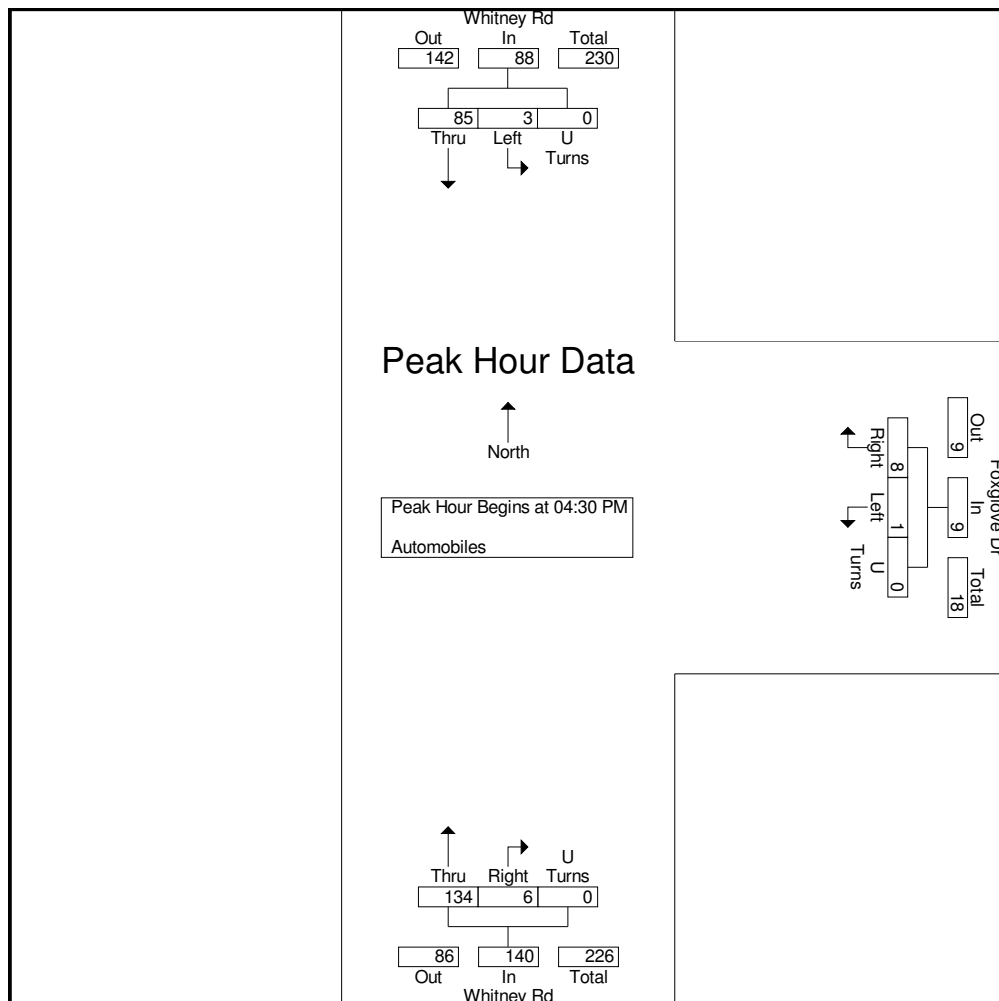 Whitney Rd
Out In Total
142 88 230
85 3 0
Thru Left U
Turns
Peak Hour Data
North
Peak Hour Begins at 04:30 PM
Automobiles
Foxglove Dr
Out In Total
9 9 18
8 1 0
Right Left U
Turns
U
Thru Right Turns
134 6 0
86 140 226
Out In Total
Whitney Rd